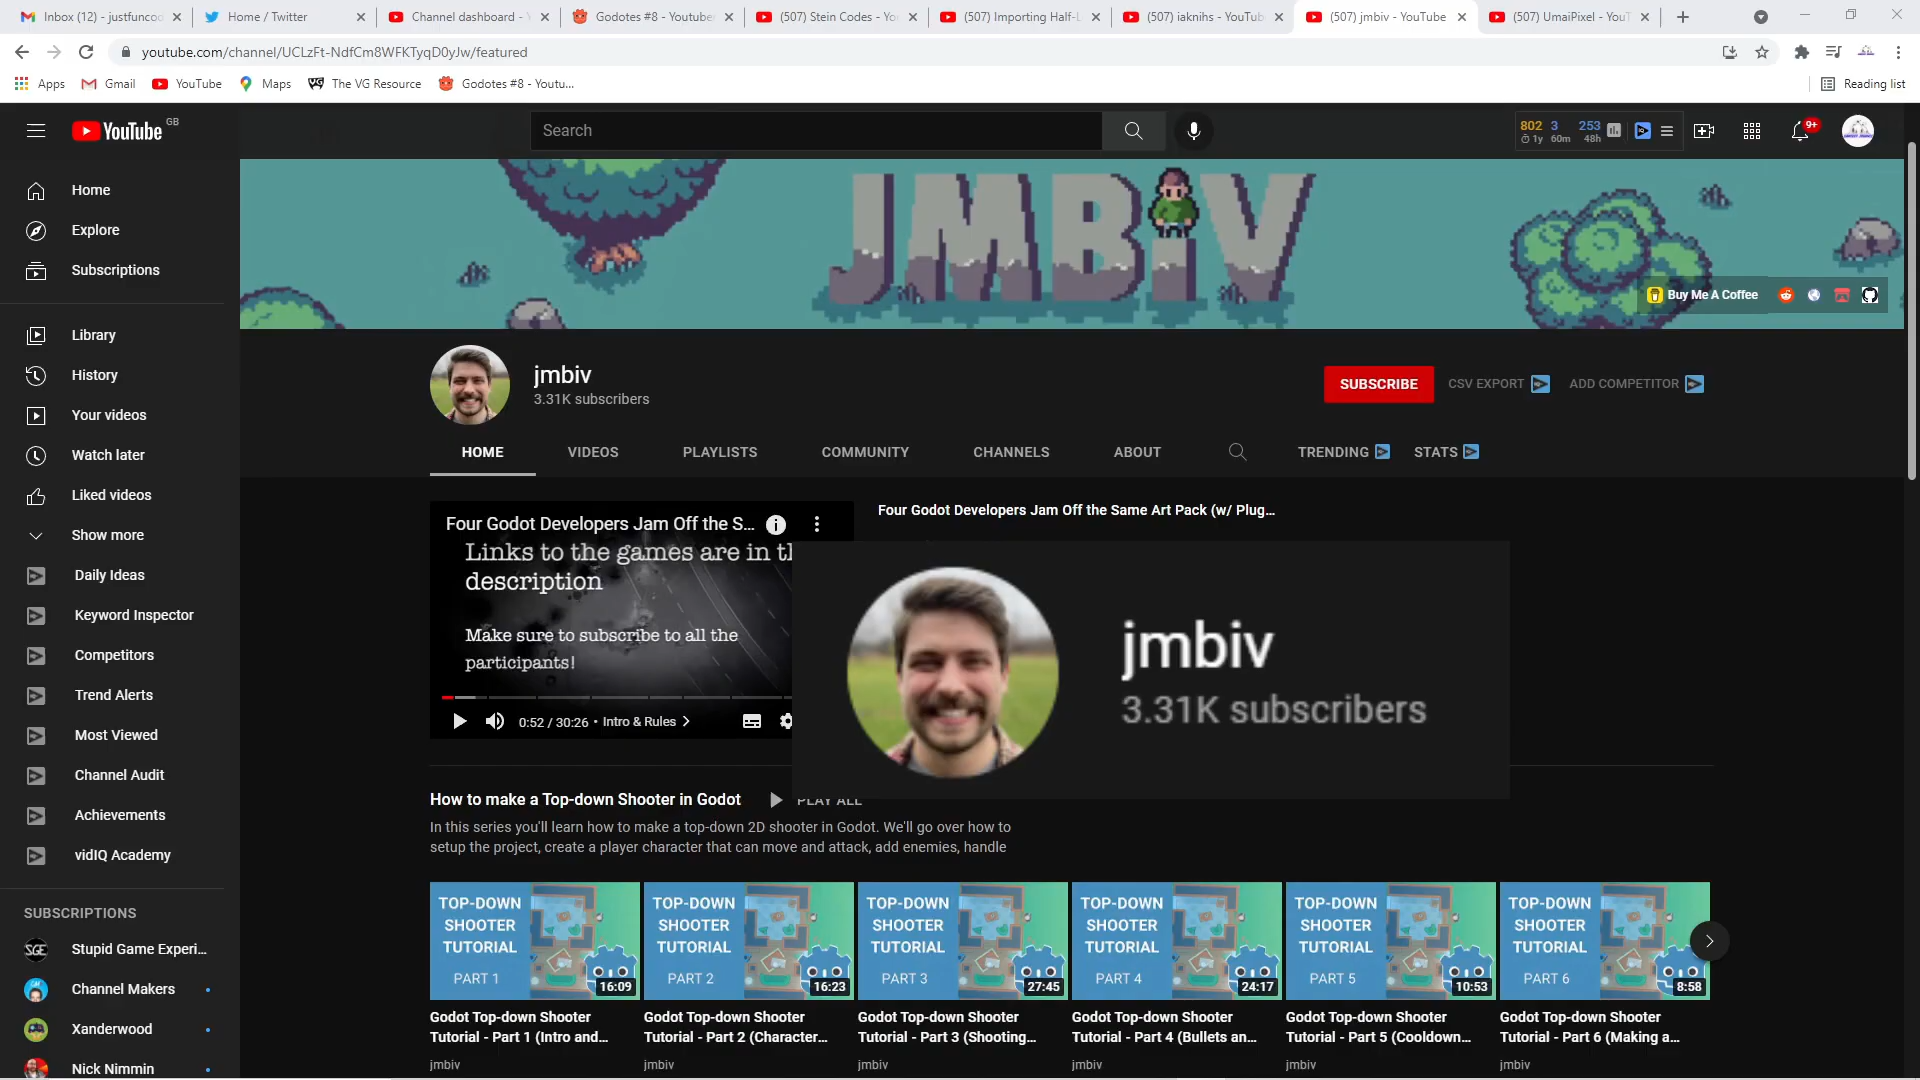 Inbox (12) - justfuncoo
Home / Twitter
Channel dashboard - Y
Godotes #8 - Youtuber
(507) Stein Codes - Yo
(507) Importing Half-L
(507) iaknihs - YouTub
(507) jmbiv - YouTube
(507) UmaiPixel - YouT
youtube.com/channel/UCLzFt-NdfCm8WFKTyqD0yJw/featured
Apps
Gmail
YouTube
Maps
The VG Resource
Godotes #8 - Youtu...
Reading list
YouTube GB
Search
802 3 253
1y 60m 48h
9+
Home
Explore
Subscriptions
Library
History
Your videos
Watch later
Liked videos
Show more
Daily Ideas
Keyword Inspector
Competitors
Trend Alerts
Most Viewed
Channel Audit
Achievements
vidIQ Academy
SUBSCRIPTIONS
Stupid Game Experi...
Channel Makers
Xanderwood
Nick Nimmin
JMBiV
Buy Me A Coffee
jmbiv
3.31K subscribers
SUBSCRIBE
CSV EXPORT
ADD COMPETITOR
HOME
VIDEOS
PLAYLISTS
COMMUNITY
CHANNELS
ABOUT
TRENDING
STATS
Four Godot Developers Jam Off the S...
Links to the games are in th
description
Make sure to subscribe to all the
participants!
0:52 / 30:26 • Intro & Rules
Four Godot Developers Jam Off the Same Art Pack (w/ Plug...
jmbiv
3.31K subscribers
How to make a Top-down Shooter in Godot
PLAY ALL
In this series you'll learn how to make a top-down 2D shooter in Godot. We'll go over how to
setup the project, create a player character that can move and attack, add enemies, handle
TOP-DOWN
SHOOTER
TUTORIAL
PART 1
16:09
TOP-DOWN
SHOOTER
TUTORIAL
PART 2
16:23
TOP-DOWN
SHOOTER
TUTORIAL
PART 3
27:45
TOP-DOWN
SHOOTER
TUTORIAL
PART 4
24:17
TOP-DOWN
SHOOTER
TUTORIAL
PART 5
10:53
TOP-DOWN
SHOOTER
TUTORIAL
PART 6
8:58
Godot Top-down Shooter
Tutorial - Part 1 (Intro and...
jmbiv
Godot Top-down Shooter
Tutorial - Part 2 (Character...
jmbiv
Godot Top-down Shooter
Tutorial - Part 3 (Shooting...
jmbiv
Godot Top-down Shooter
Tutorial - Part 4 (Bullets an...
jmbiv
Godot Top-down Shooter
Tutorial - Part 5 (Cooldown...
jmbiv
Godot Top-down Shooter
Tutorial - Part 6 (Making a...
jmbiv